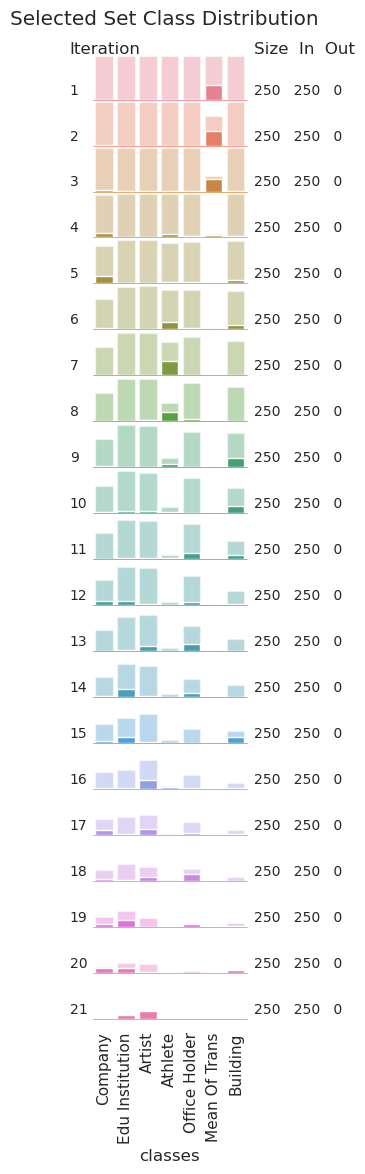 Selected Set Class Distribution
Iteration Size In Out
1 250 250 0
2 250 250 0
3 250 250 0
4 250 250 0
5 250 250 0
6 250 250 0
7 250 250 0
8 250 250 0
9 250 250 0
10 250 250 0
11 250 250 0
12 250 250 0
13 250 250 0
14 250 250 0
15 250 250 0
16 250 250 0
17 250 250 0
18 250 250 0
19 250 250 0
20 250 250 0
21 250 250 0
Company
Edu Institution
Artist
Athlete
Office Holder
Mean Of Trans
Building
classes